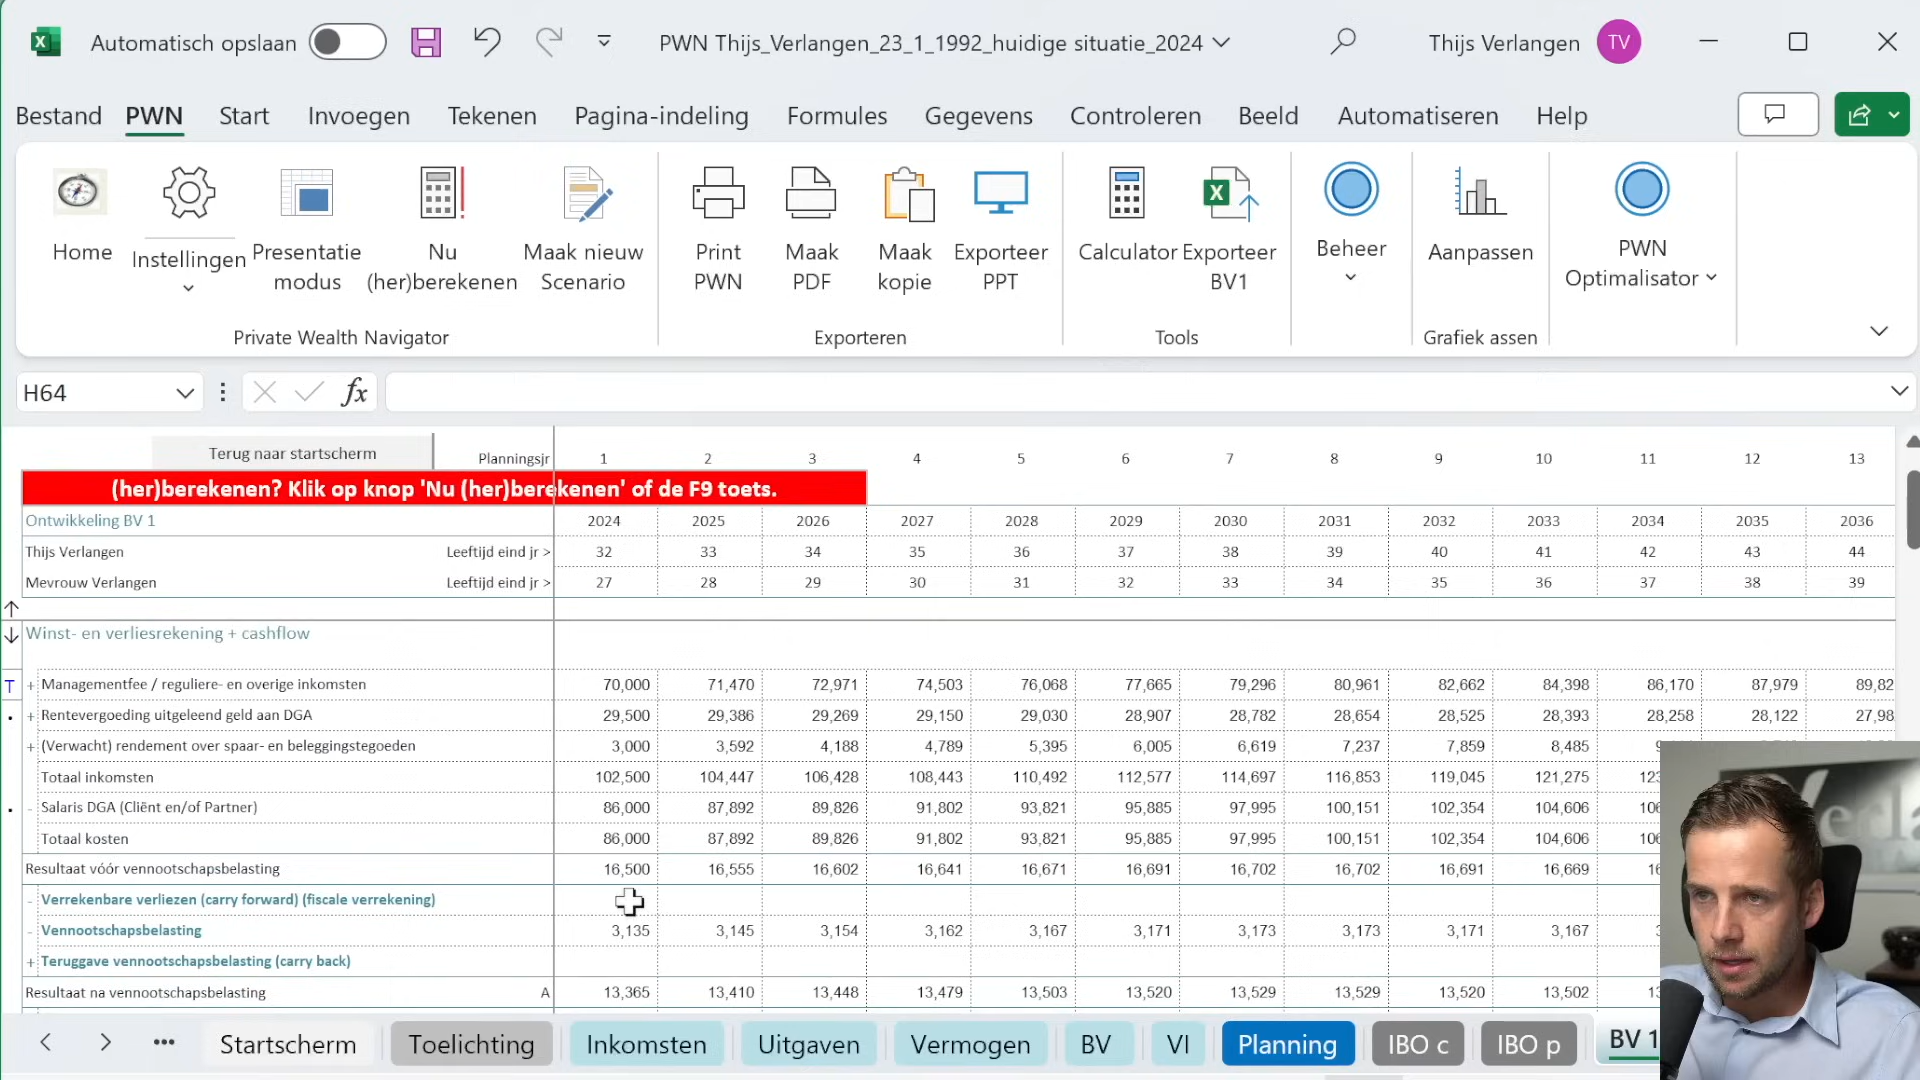 Automatisch opslaan
PWN Thijs_Verlangen_23_1_1992_huidige situatie_2024
Thijs Verlangen TV
Bestand PWN Start Invoegen Tekenen Pagina-indeling Formules Gegevens Controleren Beeld Automatiseren Help
Home Instellingen Presentatie modus Nu (her)berekenen Maak nieuw Scenario Print PWN Maak PDF Maak kopie Exporteer PPT Calculator Exporteer BV1 Beheer Aanpassen PWN Optimalisator
Private Wealth Navigator Exporteren Tools Grafiek assen
H64 fx
Terug naar startscherm Planningsjr 1 2 3 4 5 6 7 8 9 10 11 12 13
(her)berekenen? Klik op knop 'Nu (her)berekenen' of de F9 toets.
Ontwikkeling BV 1 2024 2025 2026 2027 2028 2029 2030 2031 2032 2033 2034 2035 2036
Thijs Verlangen Leeftijd eind jr > 32 33 34 35 36 37 38 39 40 41 42 43 44
Mevrouw Verlangen Leeftijd eind jr > 27 28 29 30 31 32 33 34 35 36 37 38 39
Winst- en verliesrekening + cashflow
T + Managementfee / reguliere- en overige inkomsten 70,000 71,470 72,971 74,503 76,068 77,665 79,296 80,961 82,662 84,398 86,170 87,979 89,82
+ Rentevergoeding uitgeleend geld aan DGA 29,500 29,386 29,269 29,150 29,030 28,907 28,782 28,654 28,525 28,393 28,258 28,122 27,98
+ (Verwacht) rendement over spaar- en beleggingstegoeden 3,000 3,592 4,188 4,789 5,395 6,005 6,619 7,237 7,859 8,485
Totaal inkomsten 102,500 104,447 106,428 108,443 110,492 112,577 114,697 116,853 119,045 121,275
- Salaris DGA (Cliënt en/of Partner) 86,000 87,892 89,826 91,802 93,821 95,885 97,995 100,151 102,354 104,606
Totaal kosten 86,000 87,892 89,826 91,802 93,821 95,885 97,995 100,151 102,354 104,606
Resultaat vóór vennootschapsbelasting 16,500 16,555 16,602 16,641 16,671 16,691 16,702 16,702 16,691 16,669
- Verrekenbare verliezen (carry forward) (fiscale verrekening)
- Vennootschapsbelasting 3,135 3,145 3,154 3,162 3,167 3,171 3,173 3,173 3,171 3,167
+ Teruggave vennootschapsbelasting (carry back)
Resultaat na vennootschapsbelasting A 13,365 13,410 13,448 13,479 13,503 13,520 13,529 13,529 13,520 13,502
Startscherm Toelichting Inkomsten Uitgaven Vermogen BV VI Planning IBO c IBO p BV 1